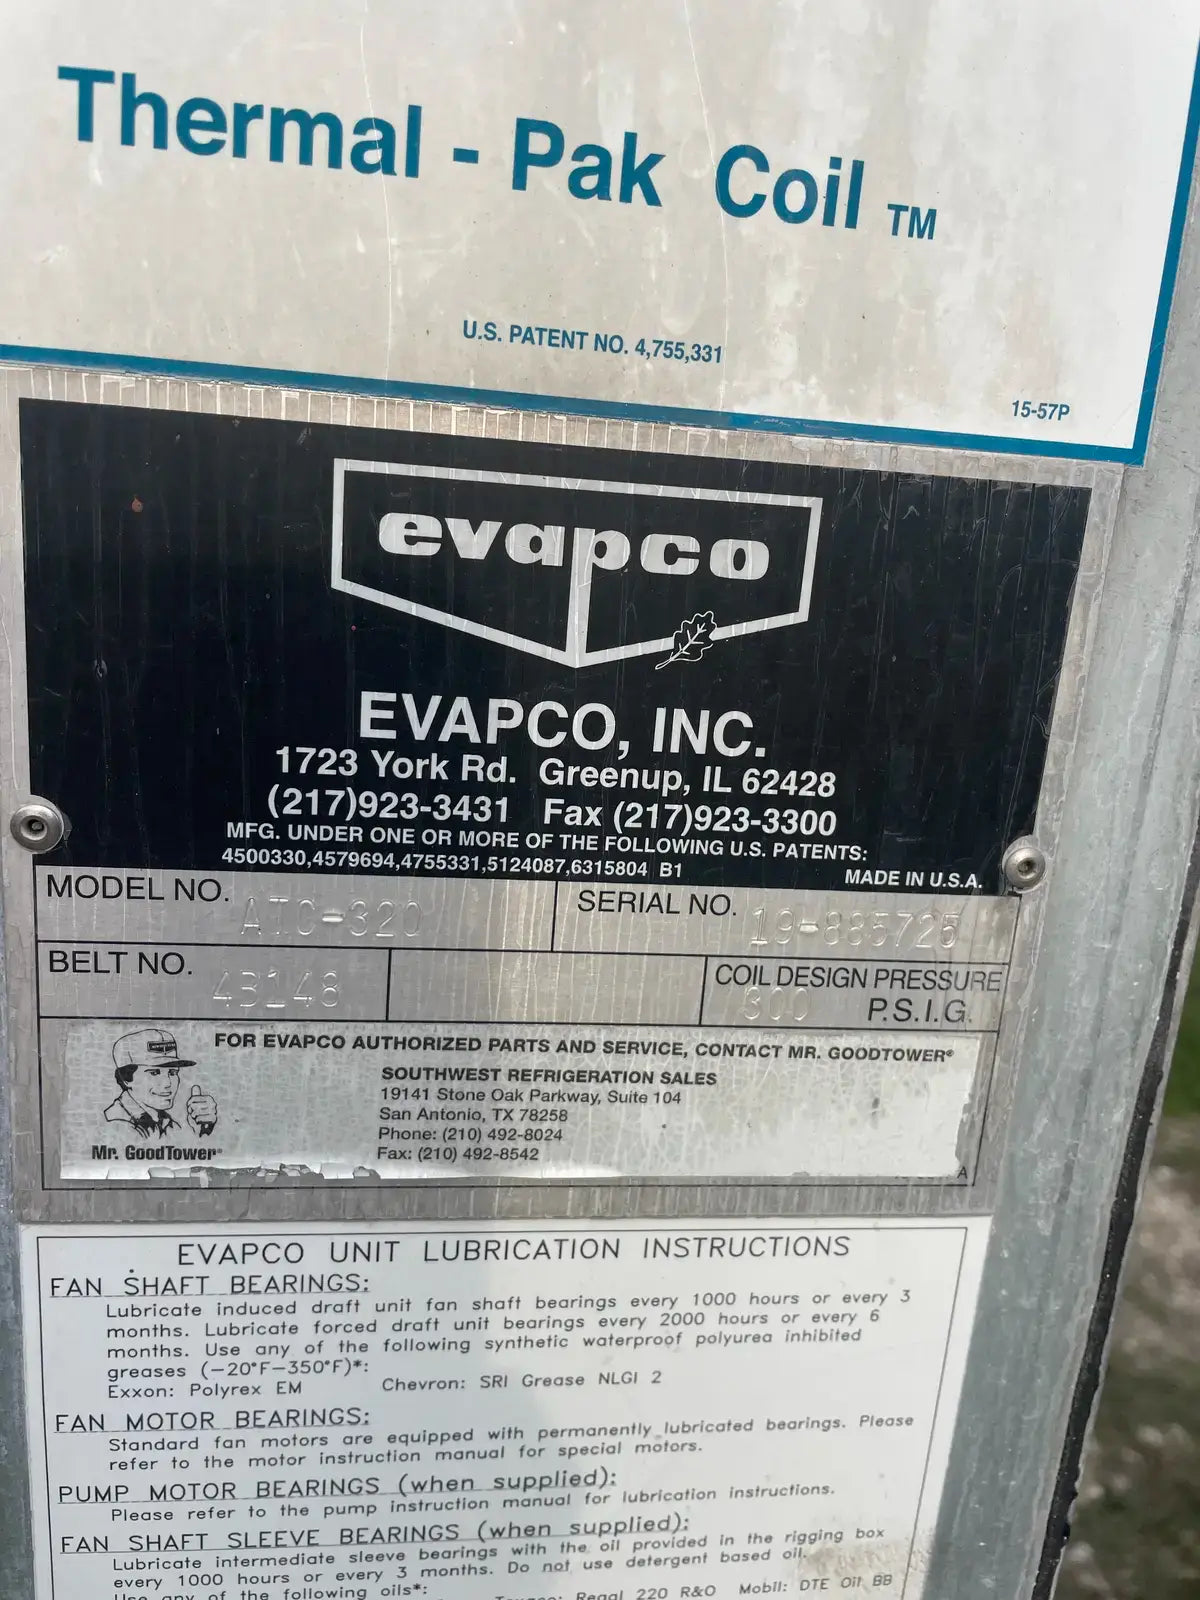 Thermal - Pak Coil TM
U.S. PATENT NO. 4,755,331
15-57P
evapco
EVAPCO, INC.
1723 York Rd. Greenup, IL 62428
(217)923-3431 Fax (217)923-3300
MFG. UNDER ONE OR MORE OF THE FOLLOWING U.S. PATENTS:
4500330,4579694,4755331,5124087,6315804 B1
MADE IN U.S.A.
MODEL NO. ATC-320
SERIAL NO. 19-885725
BELT NO. 4B148
COIL DESIGN PRESSURE
300 P.S.I.G.
FOR EVAPCO AUTHORIZED PARTS AND SERVICE, CONTACT MR. GOODTOWER®
SOUTHWEST REFRIGERATION SALES
19141 Stone Oak Parkway, Suite 104
San Antonio, TX 78258
Phone: (210) 492-8024
Fax: (210) 492-8542
Mr. GoodTower®
A
EVAPCO UNIT LUBRICATION INSTRUCTIONS
FAN SHAFT BEARINGS:
Lubricate induced draft unit fan shaft bearings every 1000 hours or every 3
months. Lubricate forced draft unit bearings every 2000 hours or every 6
months. Use any of the following synthetic waterproof polyurea inhibited
greases (-20°F-350°F)*:
Exxon: Polyrex EM Chevron: SRI Grease NLGI 2
FAN MOTOR BEARINGS:
Standard fan motors are equipped with permanently lubricated bearings. Please
refer to the motor instruction manual for special motors.
PUMP MOTOR BEARINGS (when supplied):
Please refer to the pump instruction manual for lubrication instructions.
FAN SHAFT SLEEVE BEARINGS (when supplied):
Lubricate intermediate sleeve bearings with the oil provided in the rigging box
every 1000 hours or every 3 months. Do not use detergent based oil.
Use any of the following oils*:
Regal 220 R&O Mobil: DTE Oil BB